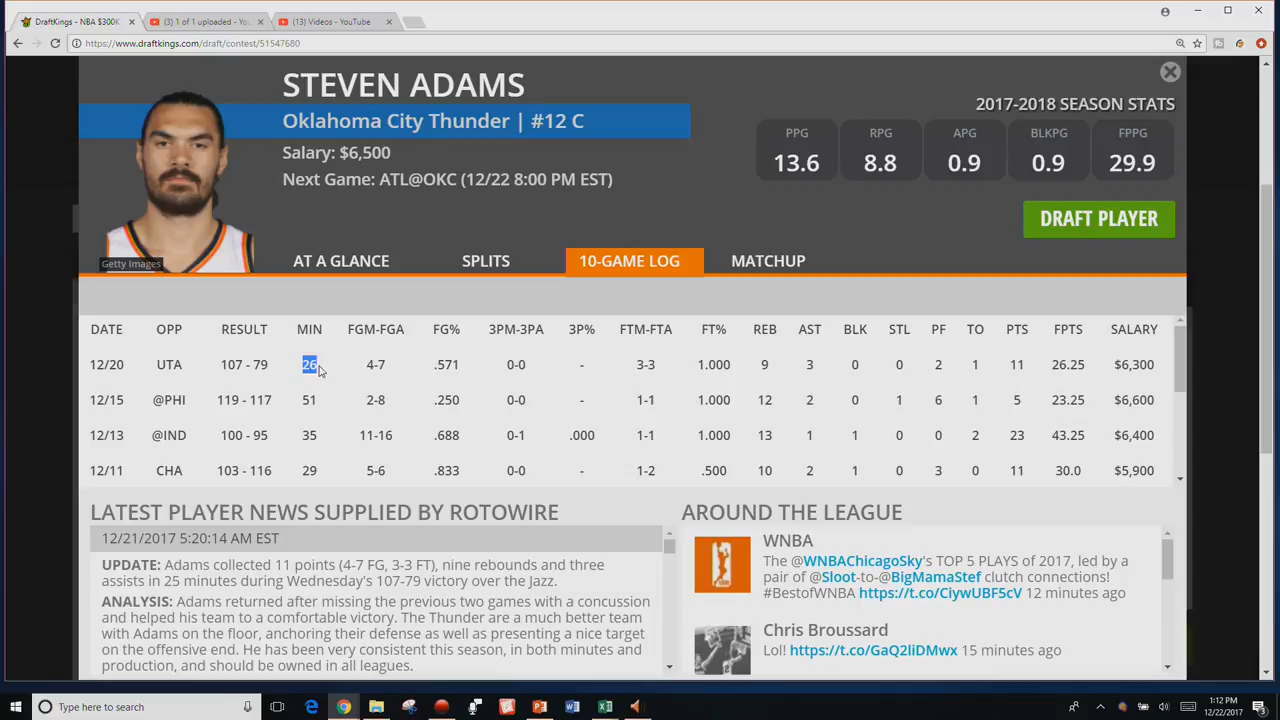 DraftKings - NBA $300K
(3) 1 of 1 uploaded - You
(13) Videos - YouTube
https://www.draftkings.com/draft/contest/51547680
STEVEN ADAMS
Oklahoma City Thunder | #12 C
Salary: $6,500
Next Game: ATL@OKC (12/22 8:00 PM EST)
Getty Images
2017-2018 SEASON STATS
PPG RPG APG BLKPG FPPG
13.6 8.8 0.9 0.9 29.9
DRAFT PLAYER
AT A GLANCE SPLITS 10-GAME LOG MATCHUP
DATE OPP RESULT MIN FGM-FGA FG% 3PM-3PA 3P% FTM-FTA FT% REB AST BLK STL PF TO PTS FPTS SALARY
12/20 UTA 107 - 79 26 4-7 .571 0-0 - 3-3 1.000 9 3 0 0 2 1 11 26.25 $6,300
12/15 @PHI 119 - 117 51 2-8 .250 0-0 - 1-1 1.000 12 2 0 1 6 1 5 23.25 $6,600
12/13 @IND 100 - 95 35 11-16 .688 0-1 .000 1-1 1.000 13 1 1 0 0 2 23 43.25 $6,400
12/11 CHA 103 - 116 29 5-6 .833 0-0 - 1-2 .500 10 2 1 0 3 0 11 30.0 $5,900
LATEST PLAYER NEWS SUPPLIED BY ROTOWIRE
12/21/2017 5:20:14 AM EST
UPDATE: Adams collected 11 points (4-7 FG, 3-3 FT), nine rebounds and three
assists in 25 minutes during Wednesday's 107-79 victory over the Jazz.
ANALYSIS: Adams returned after missing the previous two games with a concussion
and helped his team to a comfortable victory. The Thunder are a much better team
with Adams on the floor, anchoring their defense as well as presenting a nice target
on the offensive end. He has been very consistent this season, in both minutes and
production, and should be owned in all leagues.
AROUND THE LEAGUE
WNBA
The @WNBAChicagoSky's TOP 5 PLAYS of 2017, led by a
pair of @Sloot-to-@BigMamaStef clutch connections!
#BestofWNBA https://t.co/CiywUBF5cV 12 minutes ago
Chris Broussard
Lol! https://t.co/GaQ2liDMwx 15 minutes ago
Type here to search
1:12 PM
12/22/2017